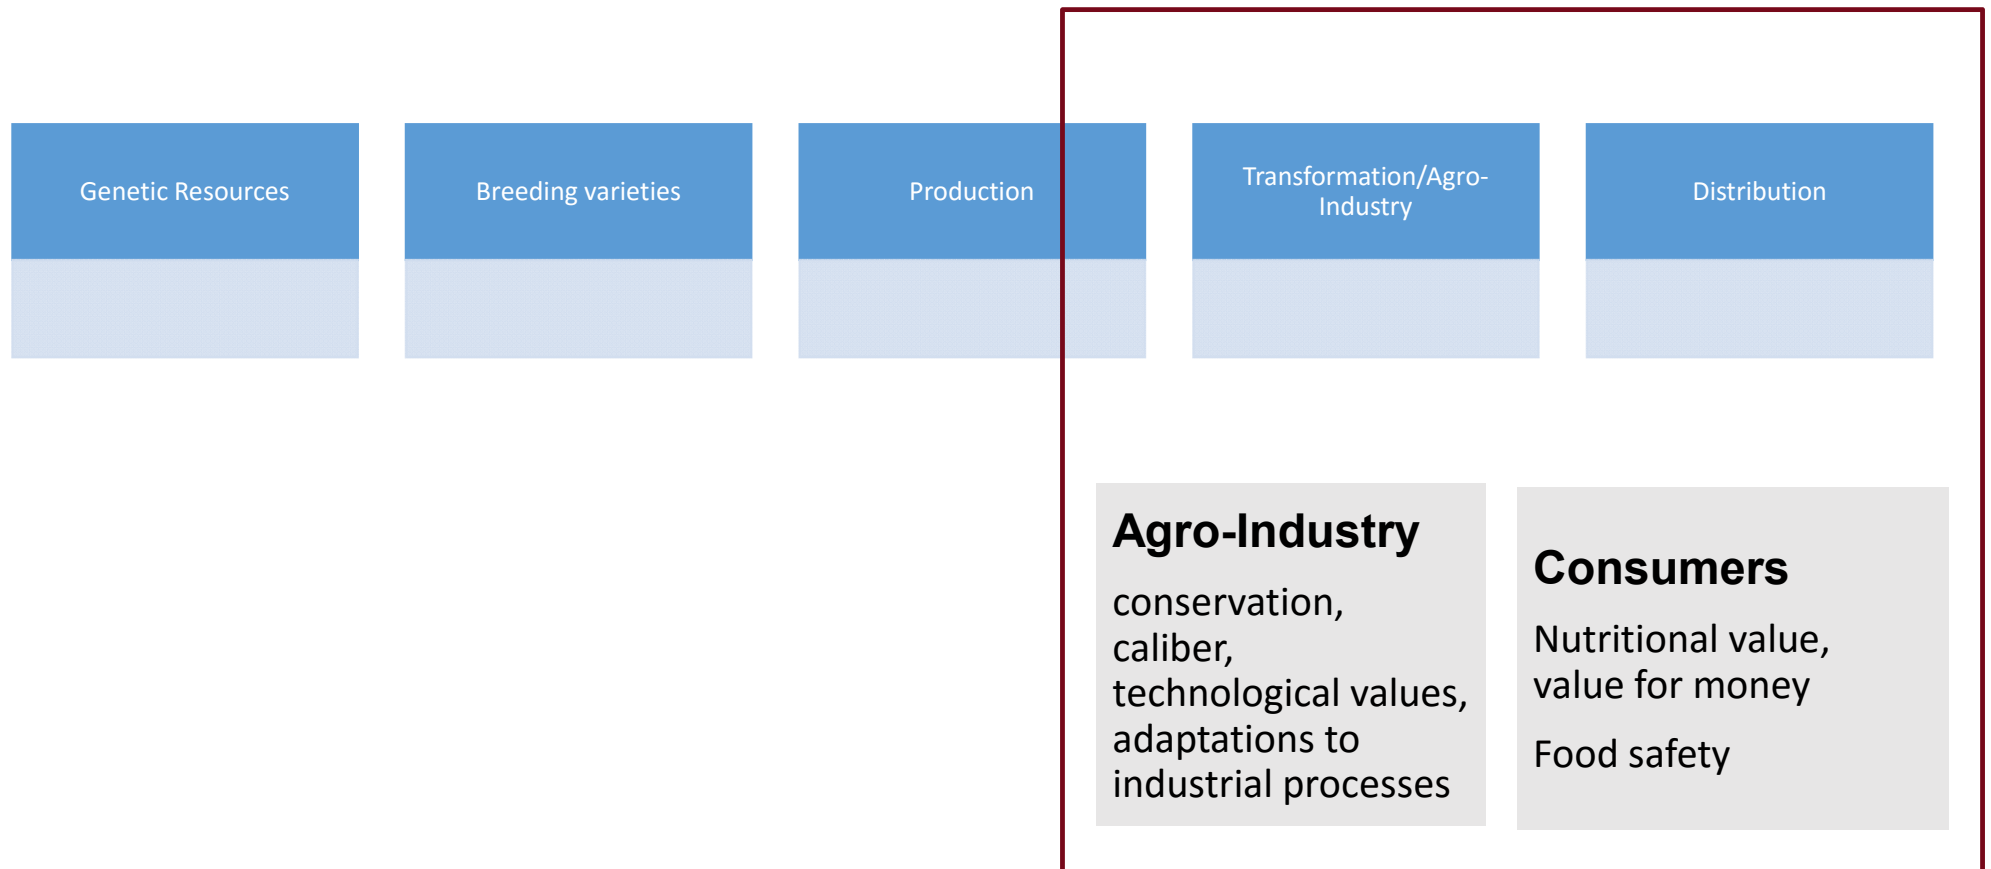 Genetic Resources
Breeding varieties
Production
Transformation/Agro-
Industry
Distribution
Agro-Industry
conservation,
caliber,
technological values,
adaptations to
industrial processes
Consumers
Nutritional value,
value for money
Food safety